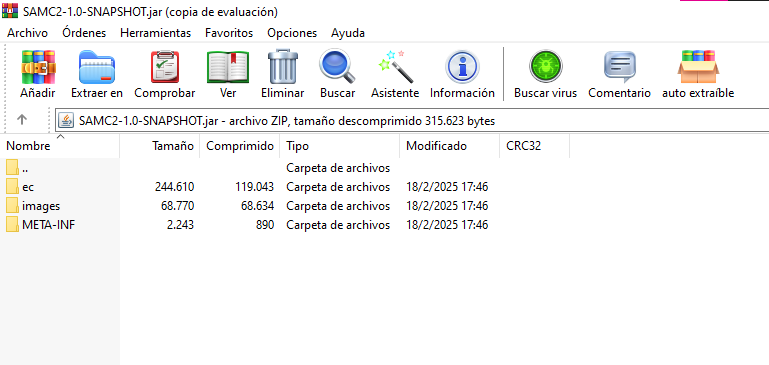 SAMC2-1.0-SNAPSHOT.jar (copia de evaluación)
Archivo Órdenes Herramientas Favoritos Opciones Ayuda
Añadir Extraer en Comprobar Ver Eliminar Buscar Asistente Información Buscar virus Comentario auto extraíble
SAMC2-1.0-SNAPSHOT.jar - archivo ZIP, tamaño descomprimido 315.623 bytes
Nombre Tamaño Comprimido Tipo Modificado CRC32
.. Carpeta de archivos
ec 244.610 119.043 Carpeta de archivos 18/2/2025 17:46
images 68.770 68.634 Carpeta de archivos 18/2/2025 17:46
META-INF 2.243 890 Carpeta de archivos 18/2/2025 17:46